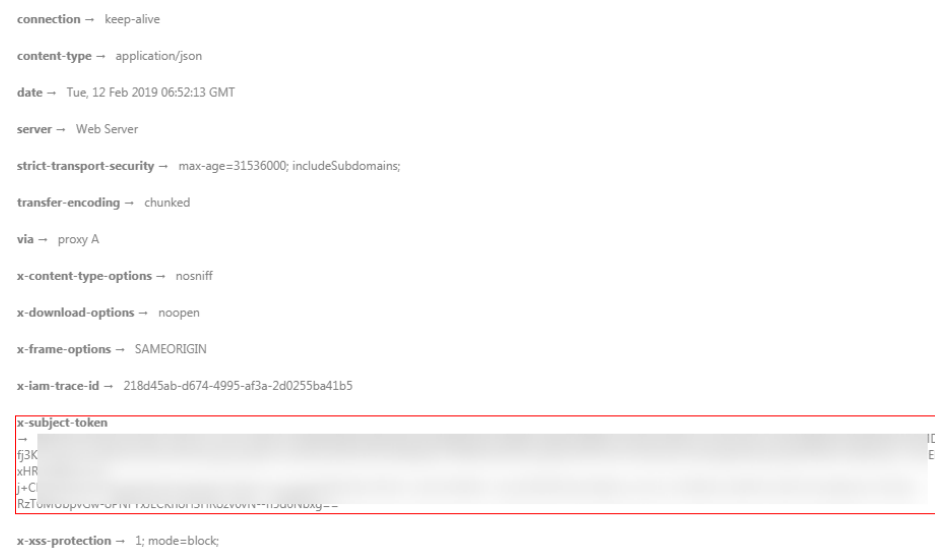 connection → keep-alive
content-type → application/json
date → Tue, 12 Feb 2019 06:52:13 GMT
server → Web Server
strict-transport-security → max-age=31536000; includeSubdomains;
transfer-encoding → chunked
via → proxy A
x-content-type-options → nosniff
x-download-options → noopen
x-frame-options → SAMEORIGIN
x-iam-trace-id → 218d45ab-d674-4995-af3a-2d0255ba41b5
x-subject-token
→
fj3K
xHR
j+C
x-xss-protection → 1; mode=block;